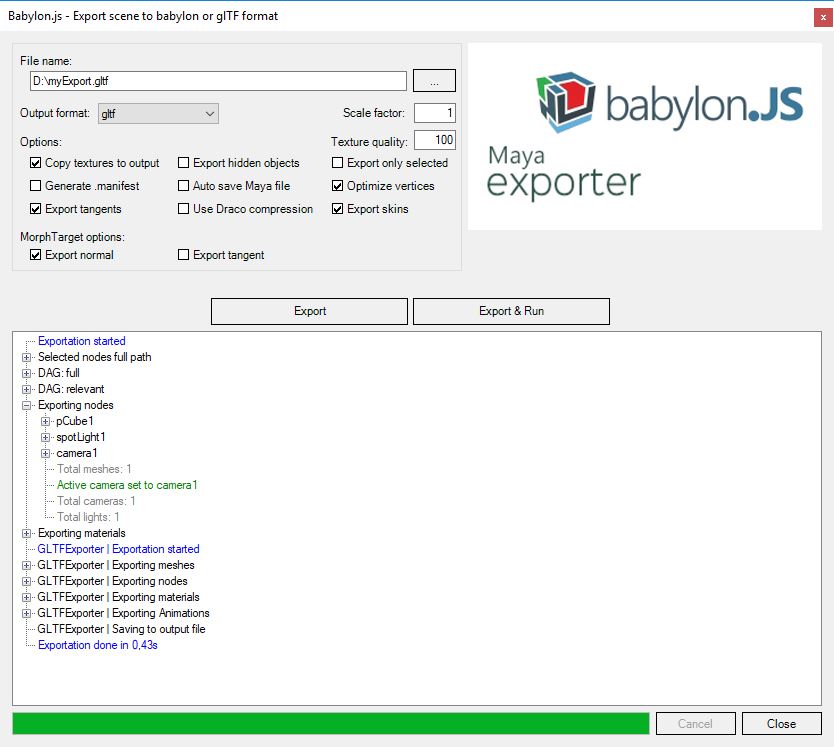 Babylon.js - Export scene to babylon or glTF format
x
File name:
D:\myExport.gltf
...
Output format:
gltf
Scale factor:
1
Options:
Texture quality:
100
Copy textures to output
Export hidden objects
Export only selected
Generate .manifest
Auto save Maya file
Optimize vertices
Export tangents
Use Draco compression
Export skins
MorphTarget options:
Export normal
Export tangent
babylon.JS
Maya
exporter
Export
Export & Run
Exportation started
Selected nodes full path
DAG: full
DAG: relevant
Exporting nodes
pCube1
spotLight1
camera1
Total meshes: 1
Active camera set to camera1
Total cameras: 1
Total lights: 1
Exporting materials
GLTFExporter | Exportation started
GLTFExporter | Exporting meshes
GLTFExporter | Exporting nodes
GLTFExporter | Exporting materials
GLTFExporter | Exporting Animations
GLTFExporter | Saving to output file
Exportation done in 0,43s
Cancel
Close